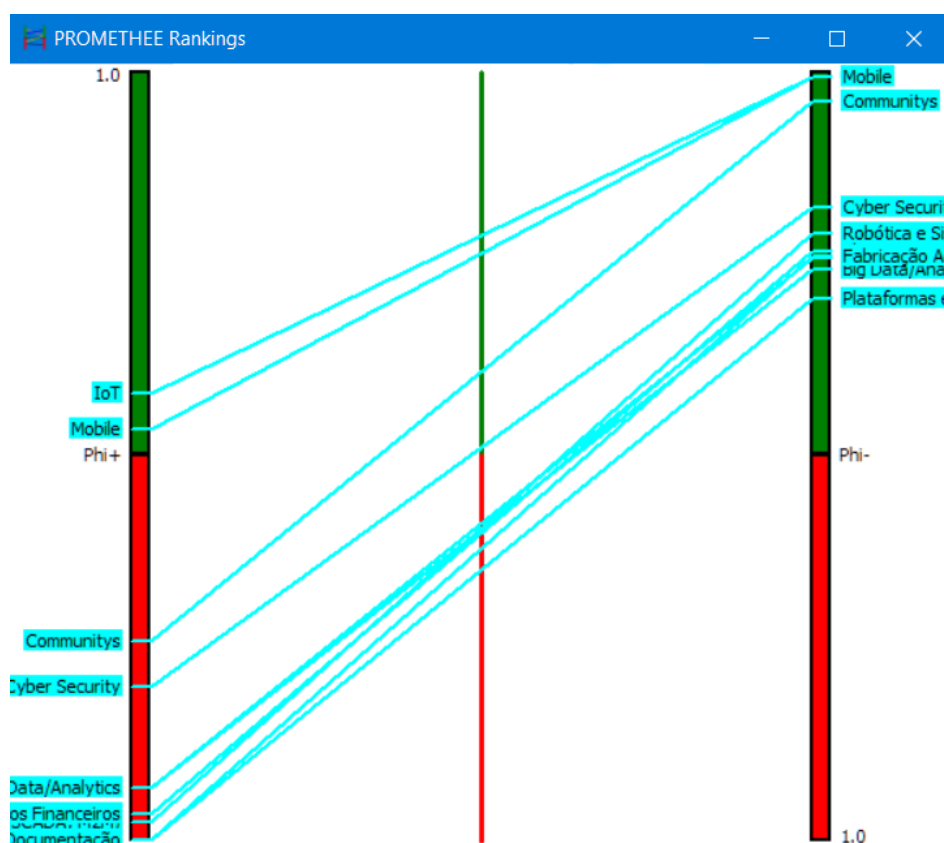 PROMETHEE Rankings
1.0
Mobile
Communitys
Cyber Securit
Robótica e Si
Fabricação A
Big Data/Ana
Plataformas e
IoT
Mobile
Phi+
Phi-
Communitys
Cyber Security
Data/Analytics
os Financeiros
Documentação
1.0